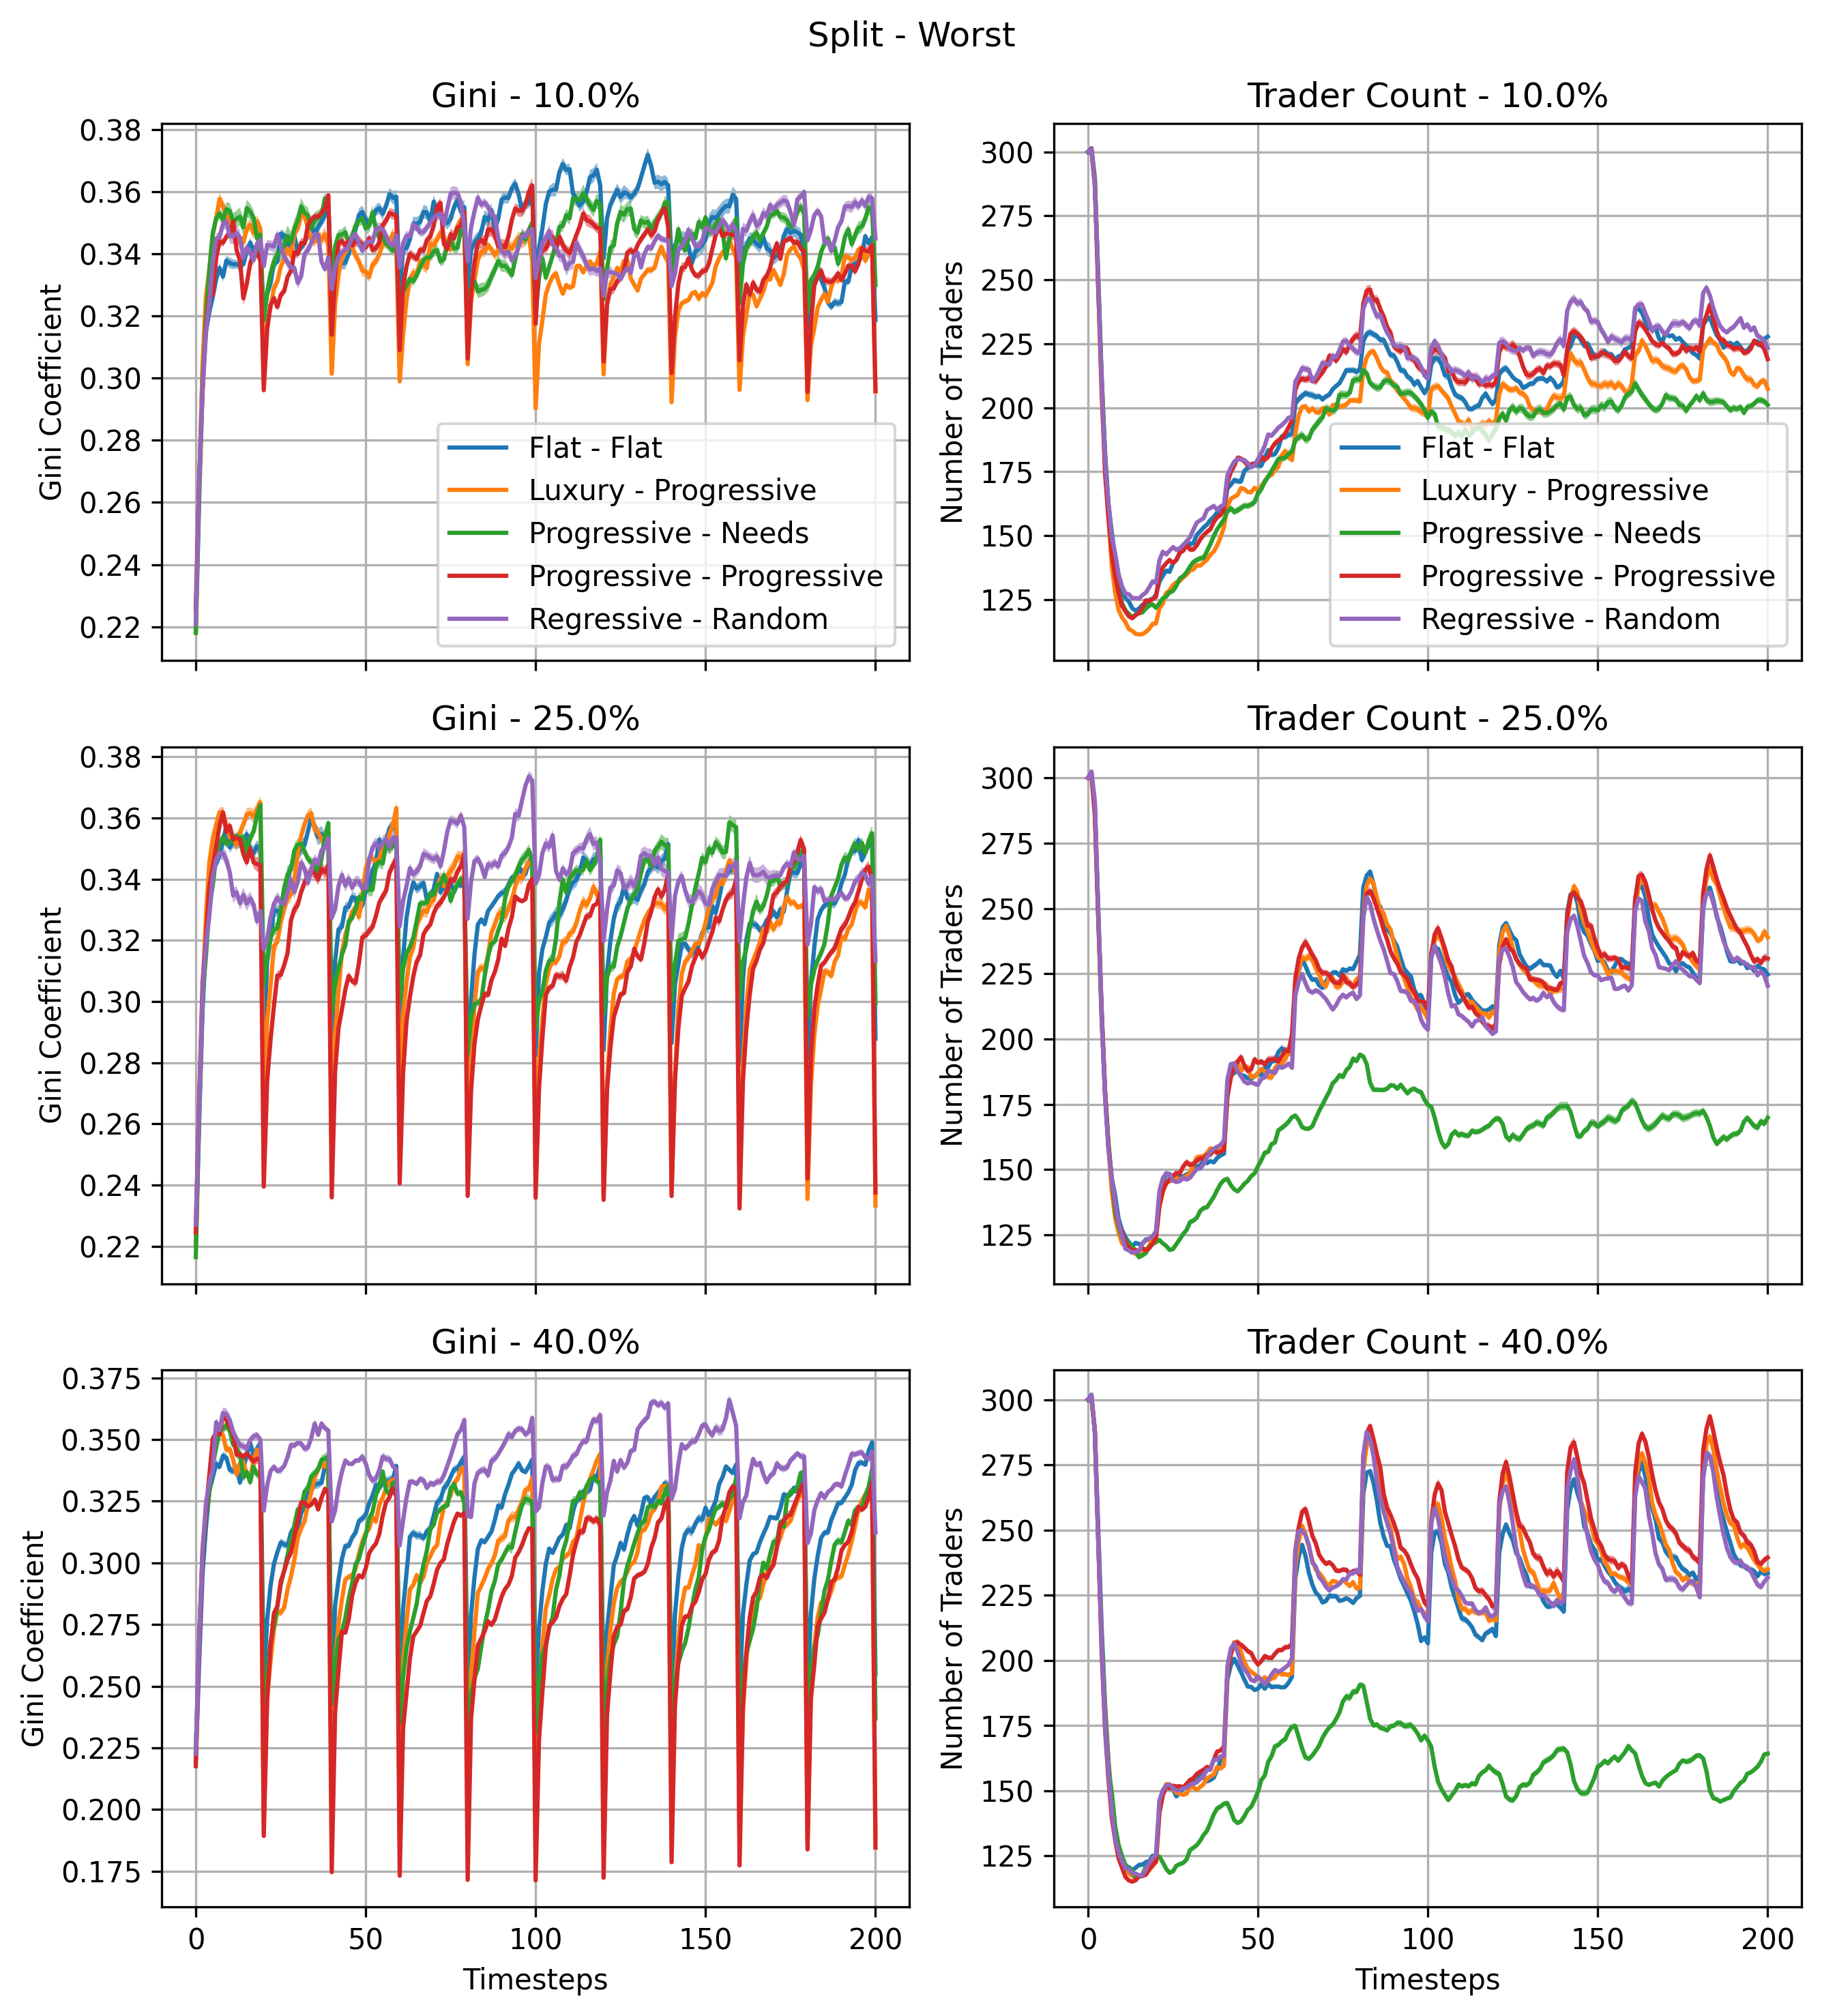 Split - Worst
Gini - 10.0%
0.38
0.36
0.34
0.32
0.30
0.28
0.26
0.24
0.22
Gini Coefficient
Flat - Flat
Luxury - Progressive
Progressive - Needs
Progressive - Progressive
Regressive - Random
Trader Count - 10.0%
300
275
250
225
200
175
150
125
Number of Traders
Flat - Flat
Luxury - Progressive
Progressive - Needs
Progressive - Progressive
Regressive - Random
Gini - 25.0%
0.38
0.36
0.34
0.32
0.30
0.28
0.26
0.24
0.22
Gini Coefficient
Trader Count - 25.0%
300
275
250
225
200
175
150
125
Number of Traders
Gini - 40.0%
0.375
0.350
0.325
0.300
0.275
0.250
0.225
0.200
0.175
Gini Coefficient
0 50 100 150 200
Timesteps
Trader Count - 40.0%
300
275
250
225
200
175
150
125
Number of Traders
0 50 100 150 200
Timesteps